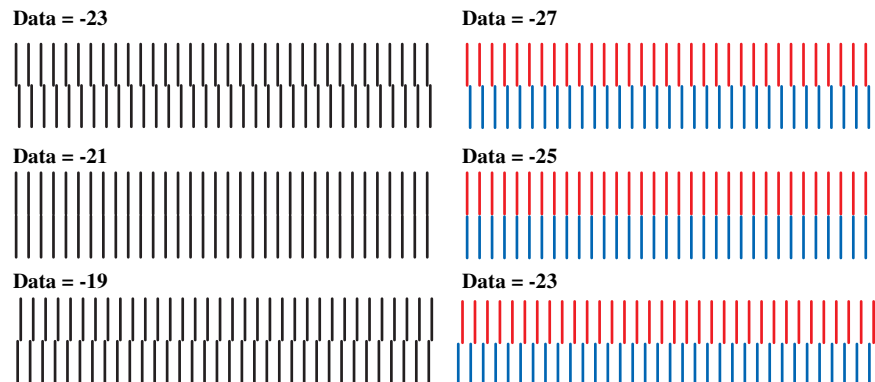 Data = -23
Data = -27
Data = -21
Data = -25
Data = -19
Data = -23